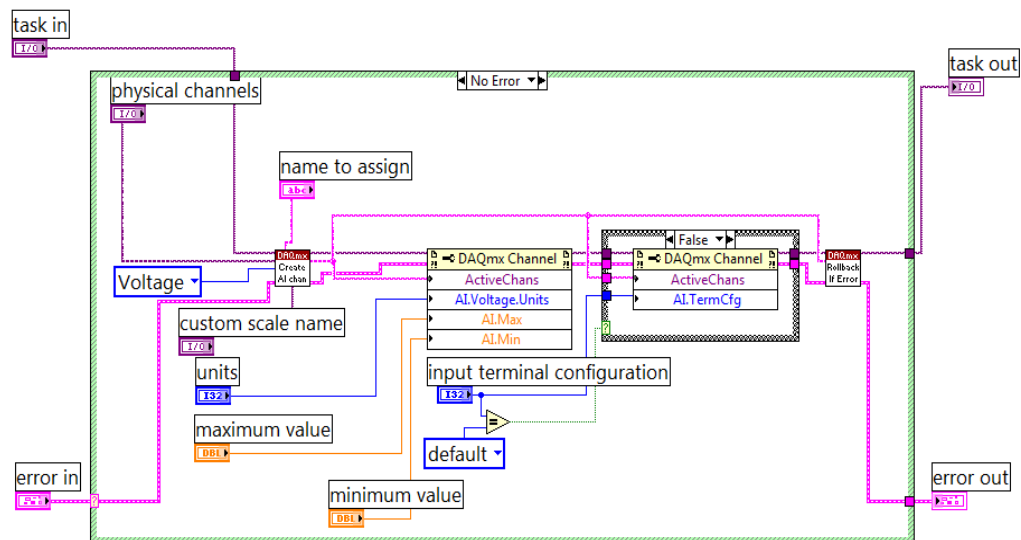 task in
I/O
task out
I/O
No Error
physical channels
I/O
name to assign
abc
DAQmx
Create
AI chan
Voltage
DAQmx Channel
ActiveChans
AI.Voltage.Units
AI.Max
AI.Min
False
DAQmx Channel
ActiveChans
AI.TermCfg
?
DAQmx
Rollback
If Error
custom scale name
I/O
units
I32
input terminal configuration
I32
=
default
maximum value
DBL
minimum value
DBL
error in
?
error out